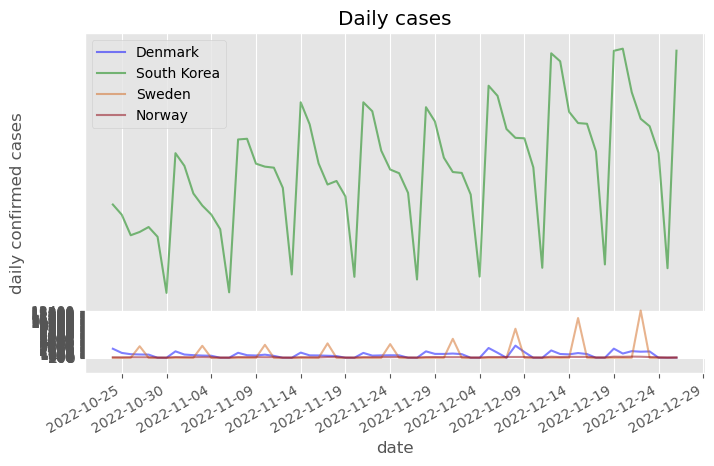 Daily cases
Denmark
South Korea
Sweden
Norway
daily confirmed cases
2022-10-25
2022-10-30
2022-11-04
2022-11-09
2022-11-14
2022-11-19
2022-11-24
2022-11-29
2022-12-04
2022-12-09
2022-12-14
2022-12-19
2022-12-24
2022-12-29
date